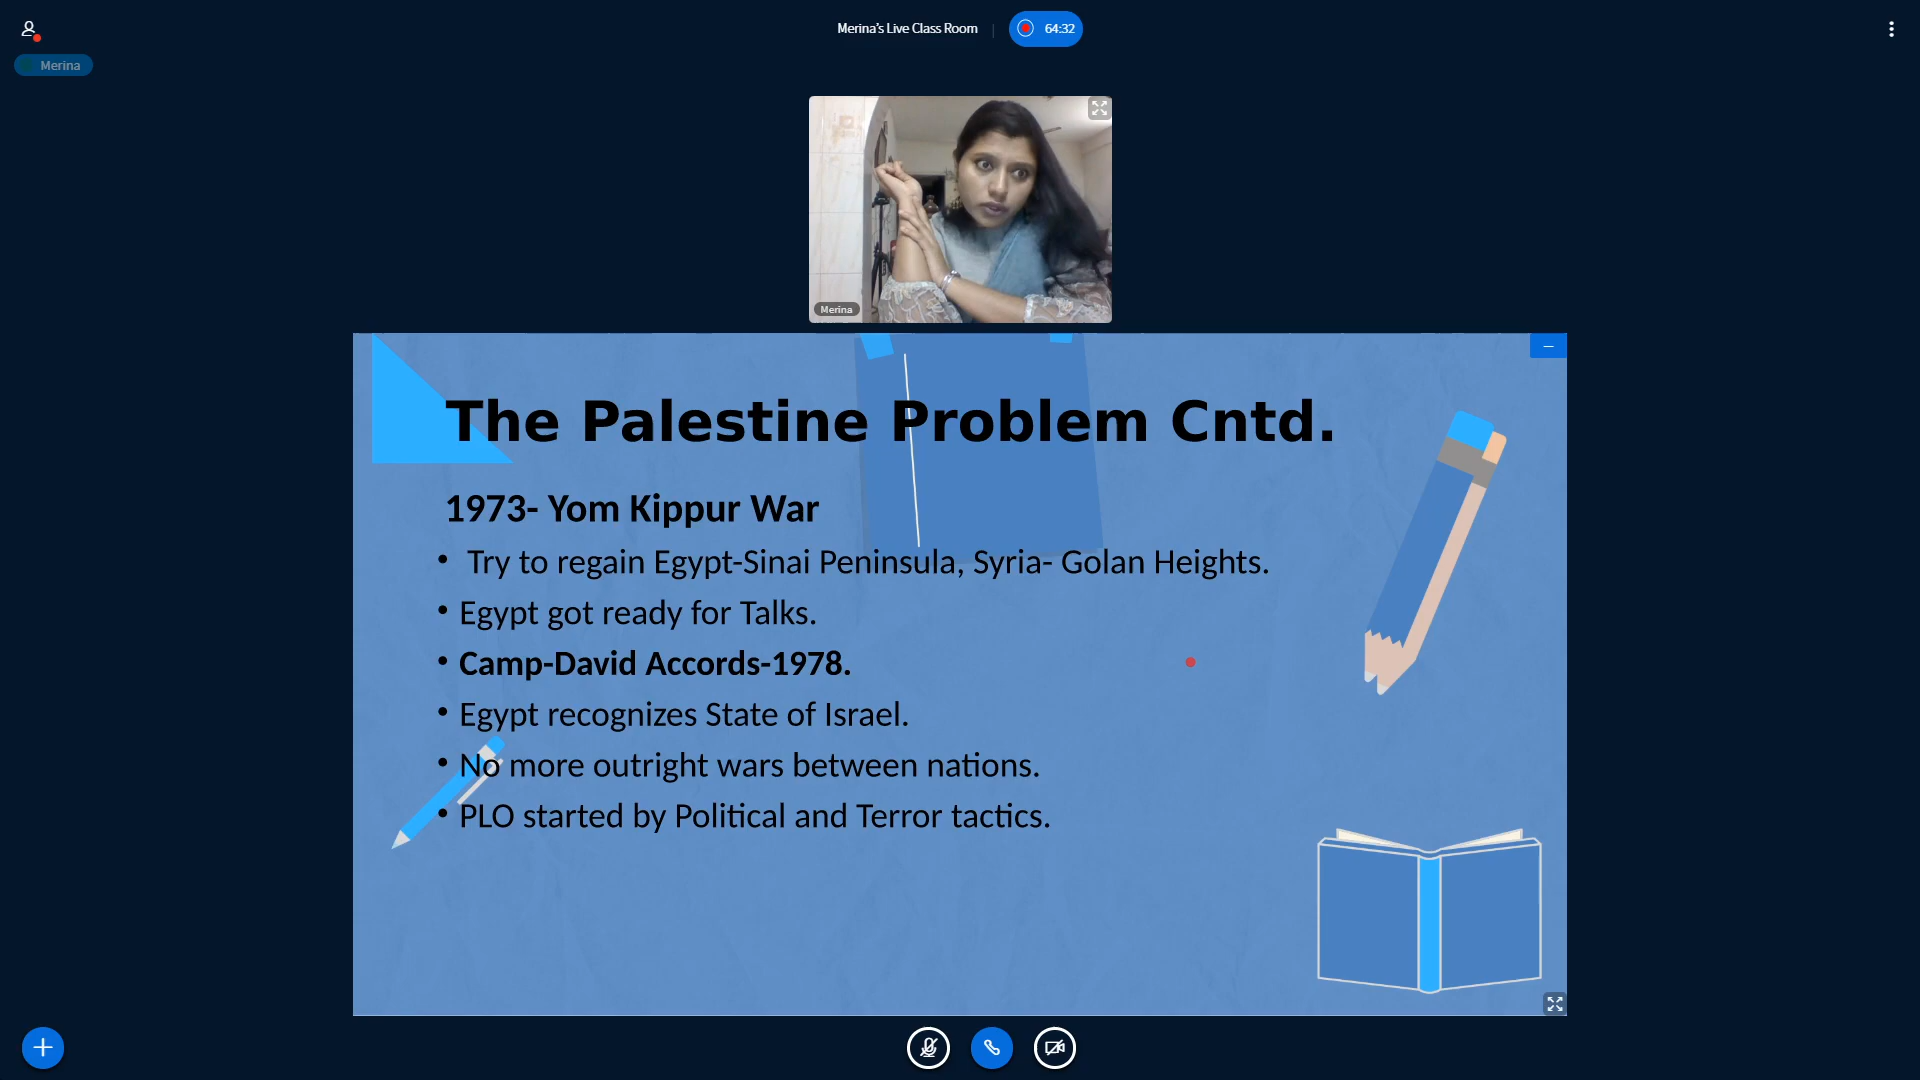 Merina's Live Class Room
64:32
Merina
Merina
The Palestine Problem Cntd.
1973- Yom Kippur War
• Try to regain Egypt-Sinai Peninsula, Syria- Golan Heights.
• Egypt got ready for Talks.
• Camp-David Accords-1978.
• Egypt recognizes State of Israel.
• No more outright wars between nations.
• PLO started by Political and Terror tactics.